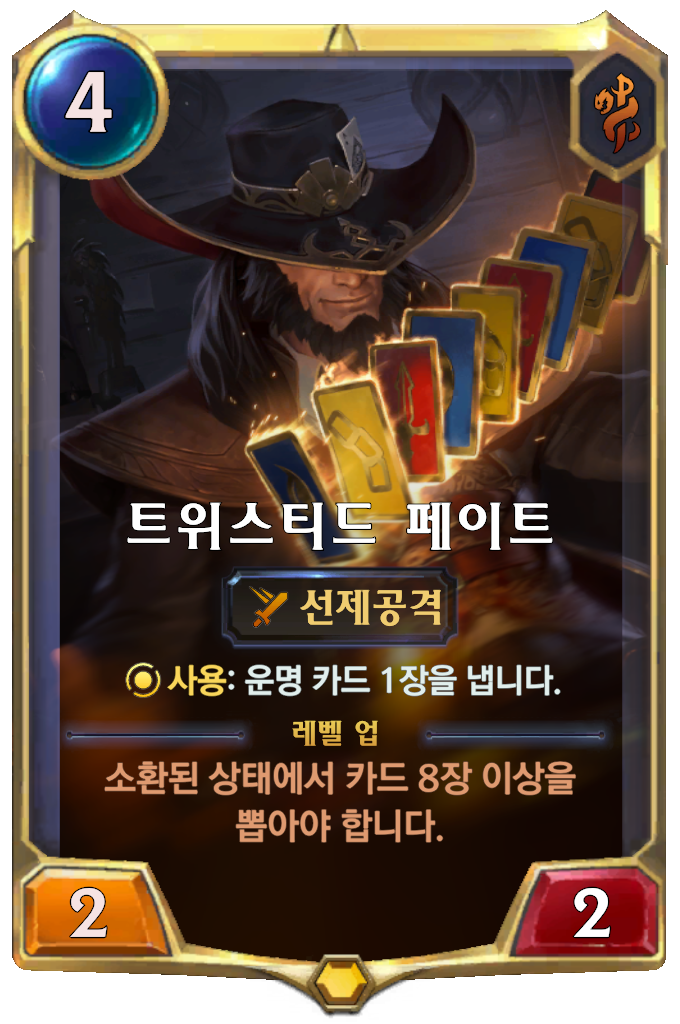 4
트위스티드 페이트
선제공격
사용: 운명 카드 1장을 냅니다.
레벨 업
소환된 상태에서 카드 8장 이상을
뽑아야 합니다.
2 2